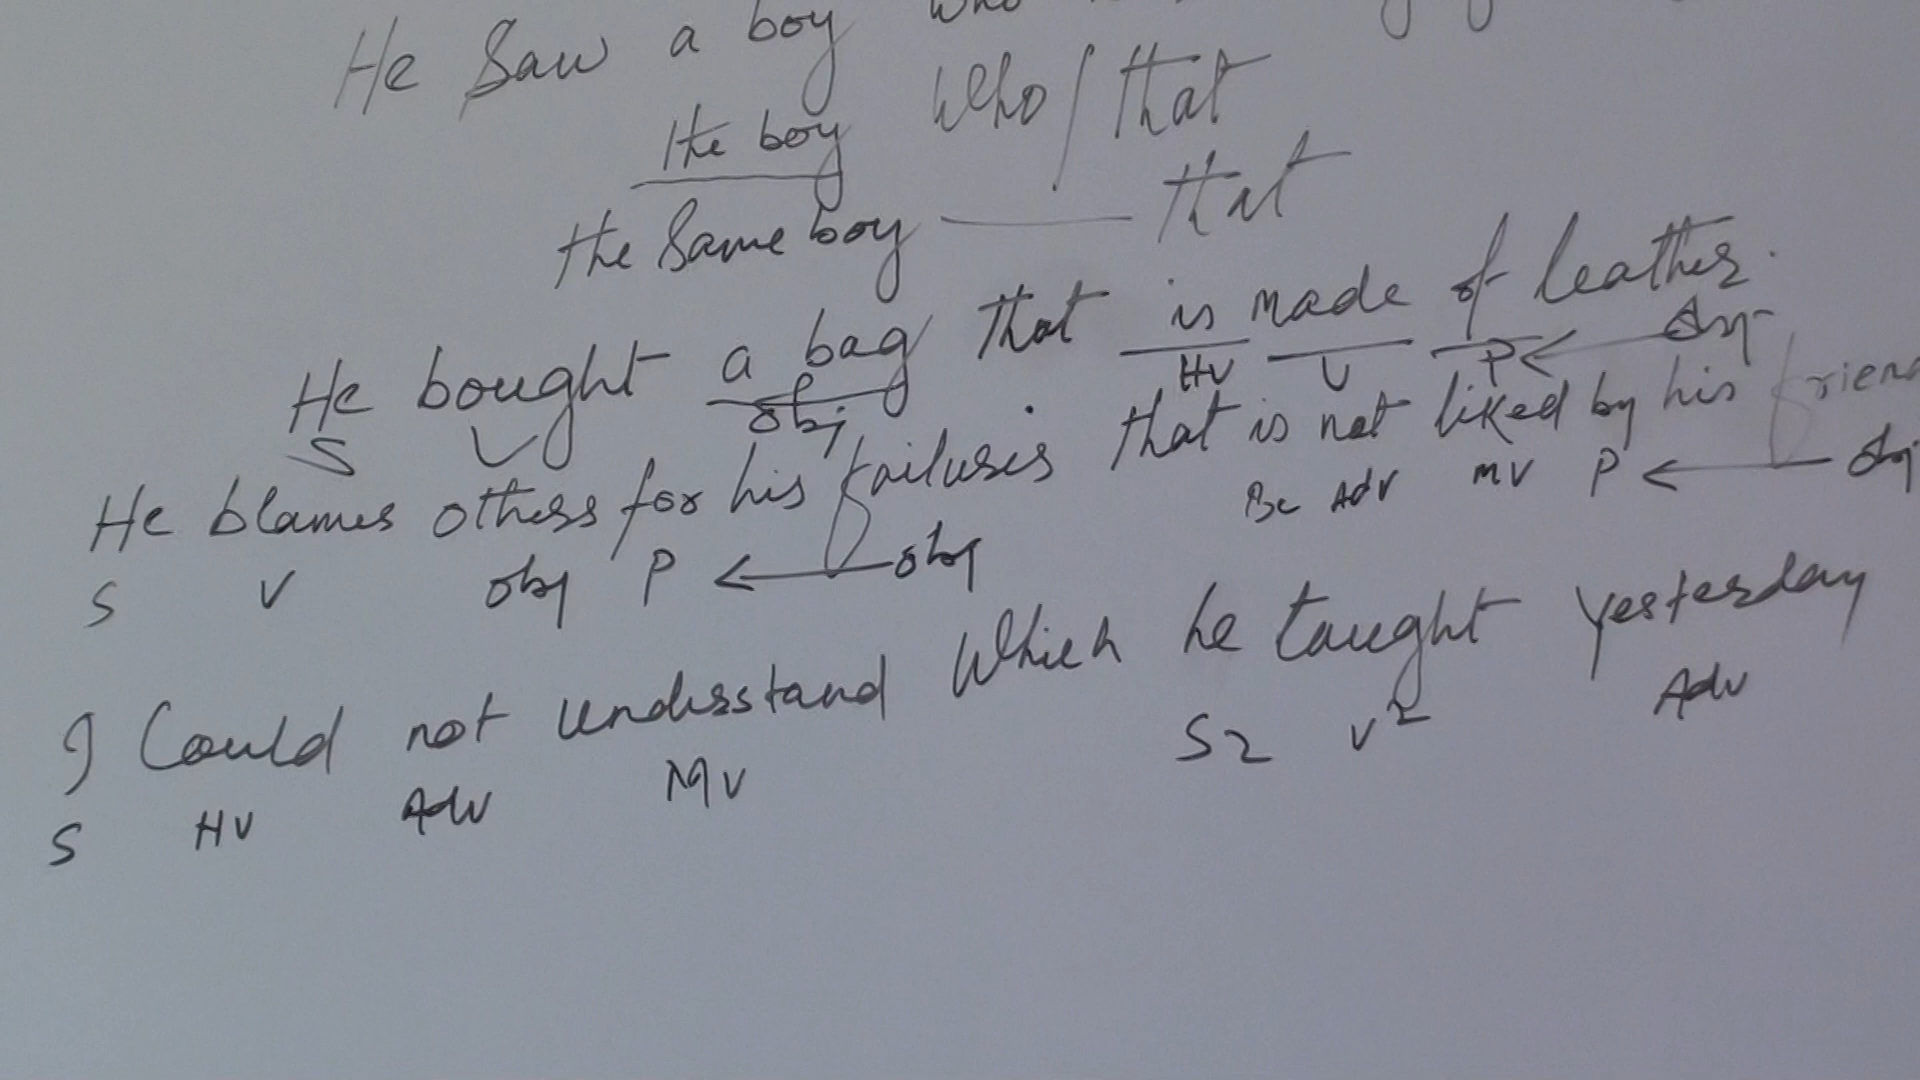 He Saw a boy who
the boy who / that
the Same boy — that
He bought a bag that is made of leather.
S V obj HV V P ← obj
He blames others for his failures that is not liked by his friend
S V obj P ← obj Be Adv MV P ← obj
I Could not understand which he taught yesterday
S HV Adv MV S2 V2 Adv